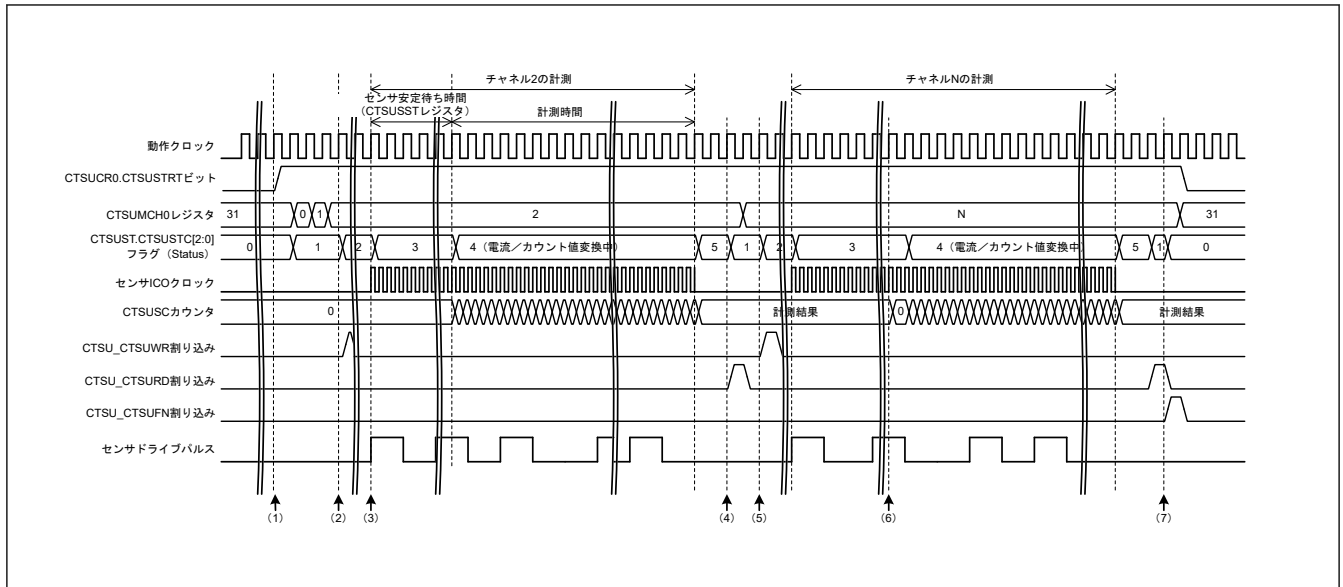 チャネル2の計測
チャネルNの計測
センサ安定待ち時間
（CTSUSSTレジスタ）
計測時間
動作クロック
CTSUCR0.CTSUSTRTビット
CTSUMCH0レジスタ
31 0 1 2 N 31
CTSUST.CTSUSTC[2:0]
フラグ（Status）
0 1 2 3 4（電流／カウント値変換中） 5 1 2 3 4（電流／カウント値変換中） 5 1 0
センサICOクロック
CTSUSCカウンタ
0 計測結果 0 計測結果
CTSU_CTSUWR割り込み
CTSU_CTSURD割り込み
CTSU_CTSUFN割り込み
センサドライブパルス
（1） （2） （3） （4） （5） （6） （7）